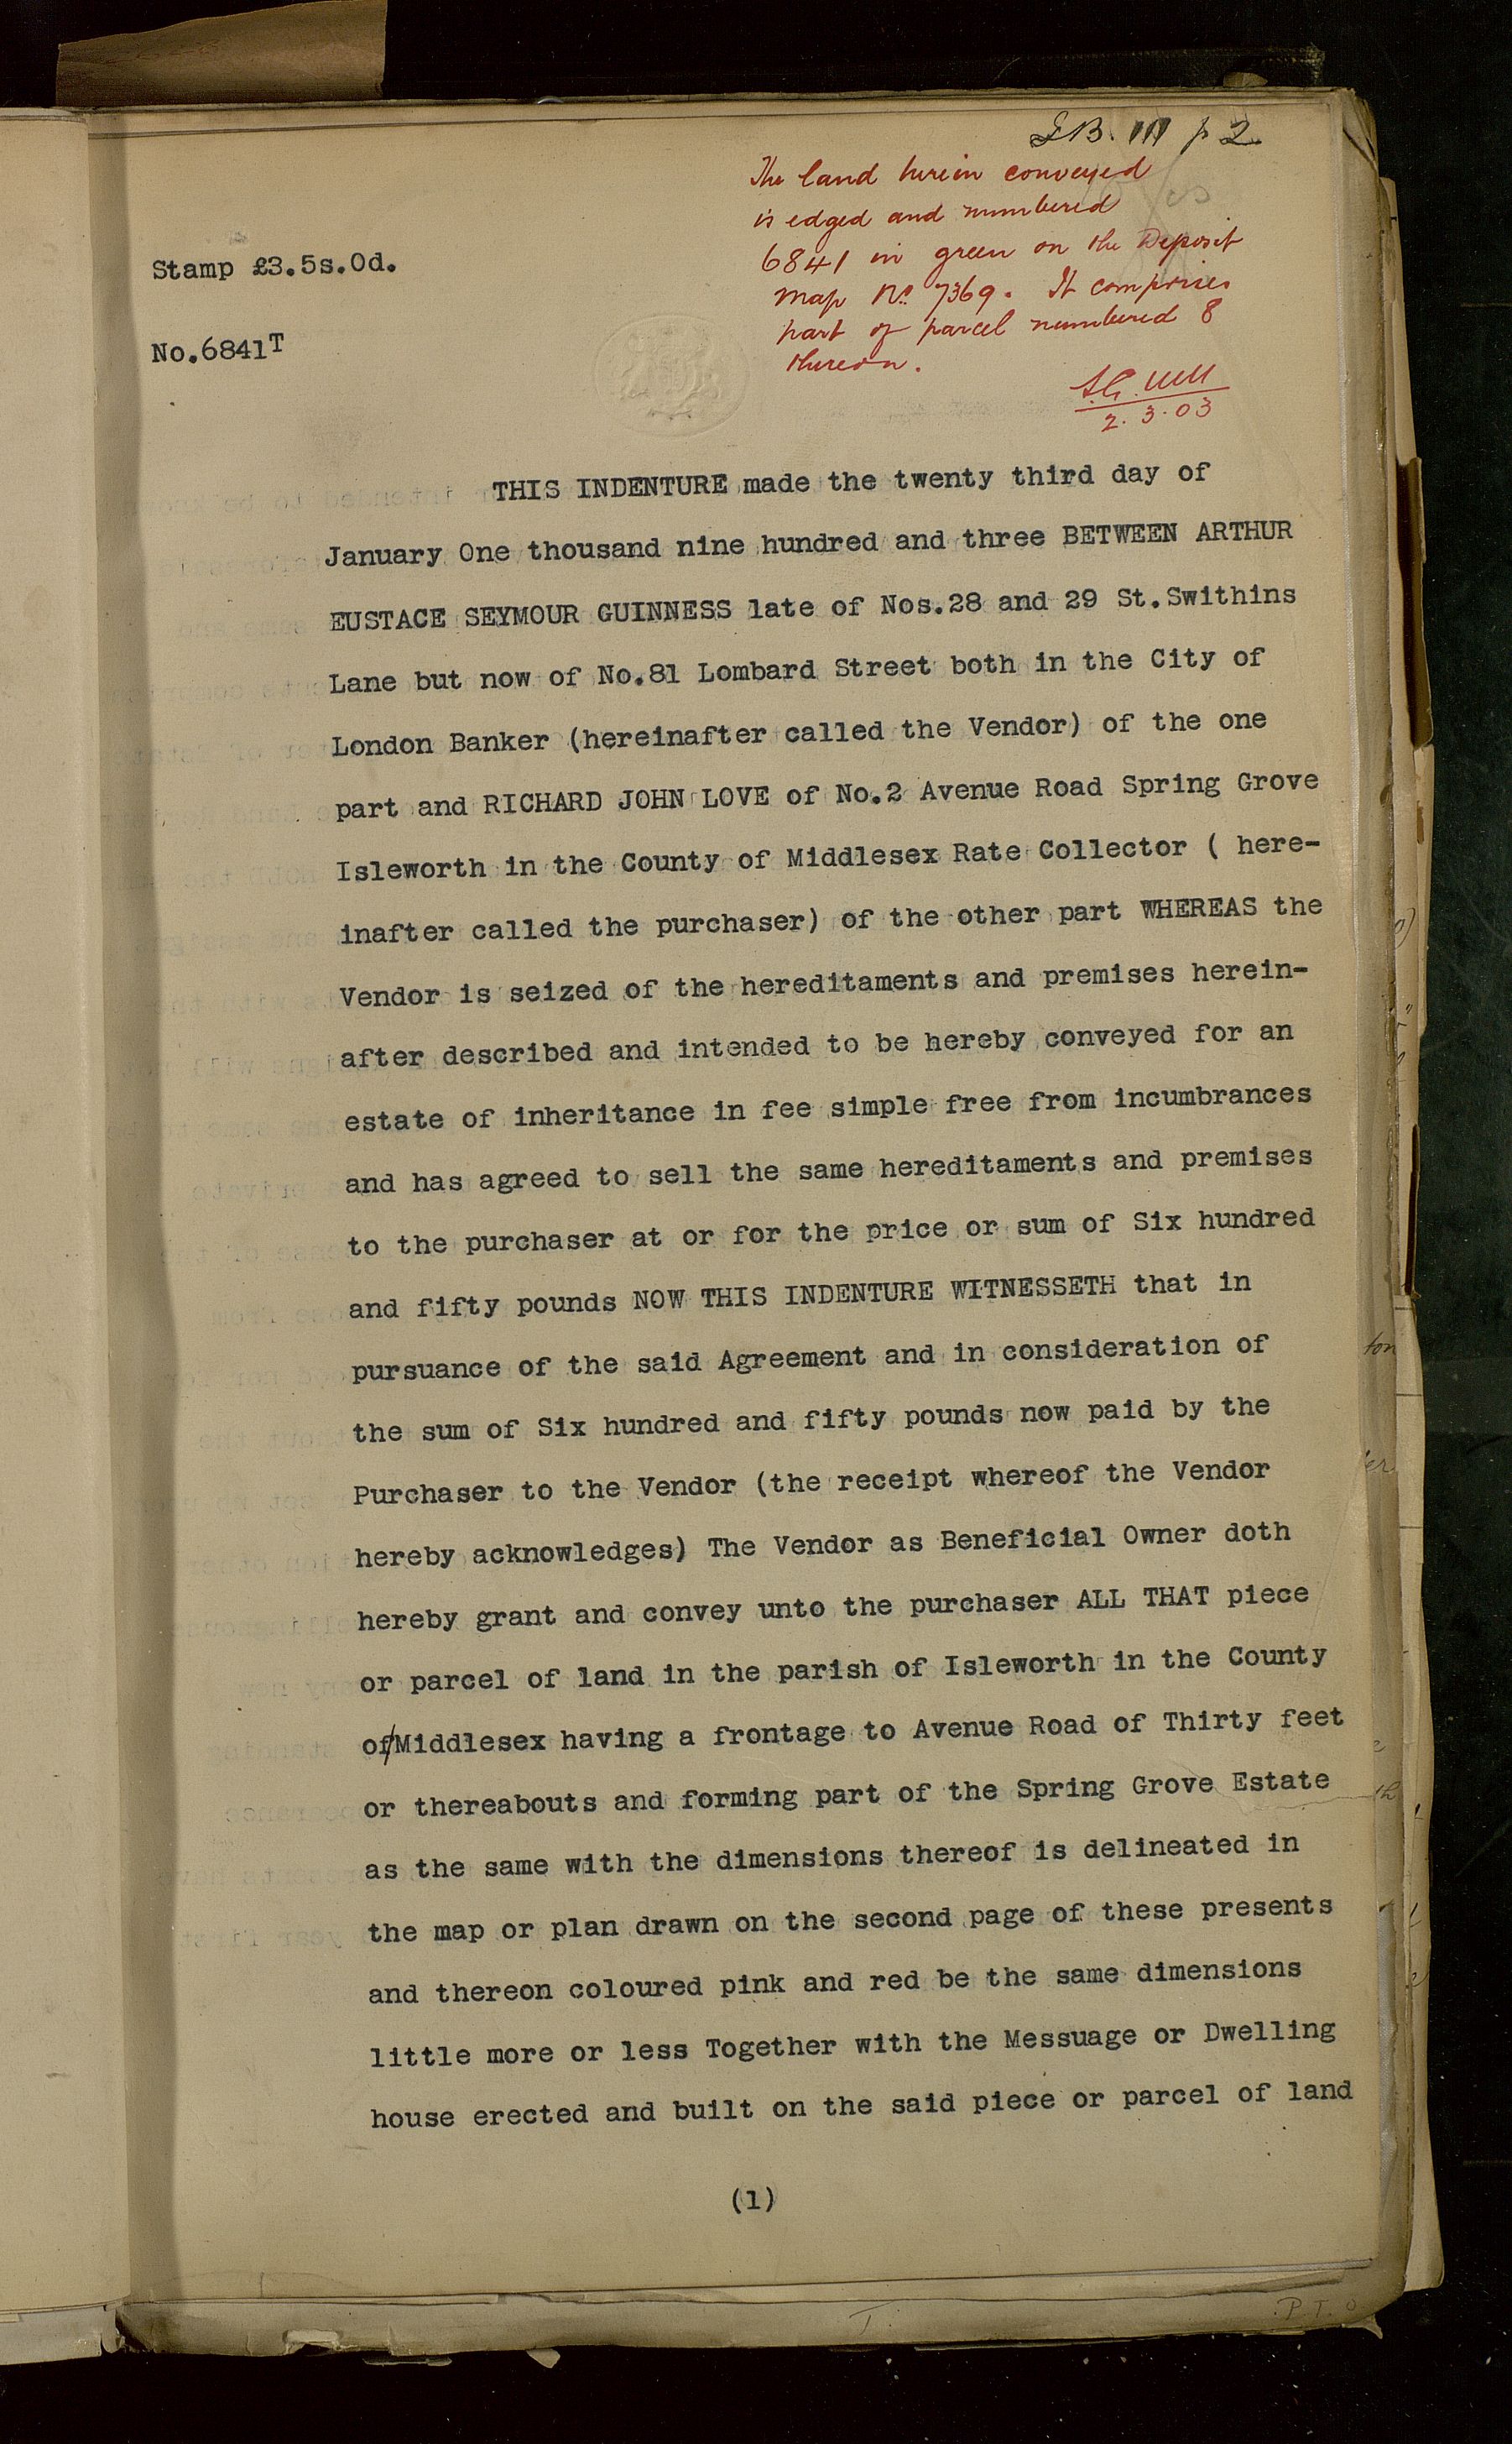 p 2
The land herein conveyed
is edged and numbered
6841 in green on the Deposit
map No. 7369. It comprises
part of parcel numbered 8
thereon.
2.3.03
Stamp £3.5s.0d.
No.6841T
THIS INDENTURE made the twenty third day of
January One thousand nine hundred and three BETWEEN ARTHUR
EUSTACE SEYMOUR GUINNESS late of Nos.28 and 29 St.Swithins
Lane but now of No.81 Lombard Street both in the City of
London Banker (hereinafter called the Vendor) of the one
part and RICHARD JOHN LOVE of No.2 Avenue Road Spring Grove
Isleworth in the County of Middlesex Rate Collector ( here-
inafter called the purchaser) of the other part WHEREAS the
Vendor is seized of the hereditaments and premises herein-
after described and intended to be hereby conveyed for an
estate of inheritance in fee simple free from incumbrances
and has agreed to sell the same hereditaments and premises
to the purchaser at or for the price or sum of Six hundred
and fifty pounds NOW THIS INDENTURE WITNESSETH that in
pursuance of the said Agreement and in consideration of
the sum of Six hundred and fifty pounds now paid by the
Purchaser to the Vendor (the receipt whereof the Vendor
hereby acknowledges) The Vendor as Beneficial Owner doth
hereby grant and convey unto the purchaser ALL THAT piece
or parcel of land in the parish of Isleworth in the County
of/Middlesex having a frontage to Avenue Road of Thirty feet
or thereabouts and forming part of the Spring Grove Estate
as the same with the dimensions thereof is delineated in
the map or plan drawn on the second page of these presents
and thereon coloured pink and red be the same dimensions
little more or less Together with the Messuage or Dwelling
house erected and built on the said piece or parcel of land
(1)
T.
P.T.O